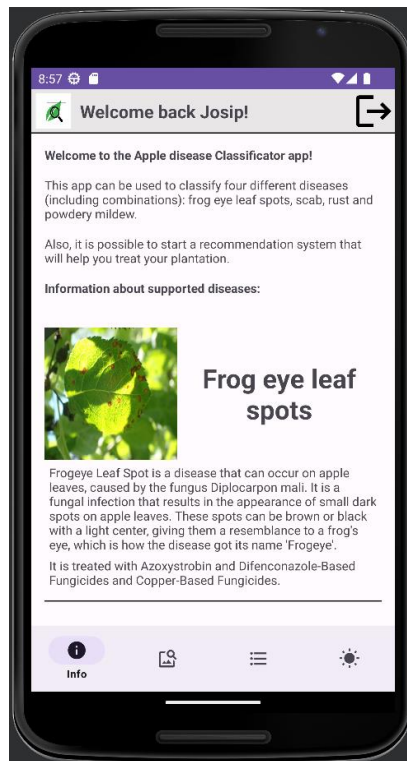 8:57
Welcome back Josip!
Welcome to the Apple disease Classificator app!
This app can be used to classify four different diseases
(including combinations): frog eye leaf spots, scab, rust and
powdery mildew.
Also, it is possible to start a recommendation system that
will help you treat your plantation.
Information about supported diseases:
Frog eye leaf
spots
Frogeye Leaf Spot is a disease that can occur on apple
leaves, caused by the fungus Diplocarpon mali. It is a
fungal infection that results in the appearance of small dark
spots on apple leaves. These spots can be brown or black
with a light center, giving them a resemblance to a frog's
eye, which is how the disease got its name 'Frogeye'.
It is treated with Azoxystrobin and Difenconazole-Based
Fungicides and Copper-Based Fungicides.
Info